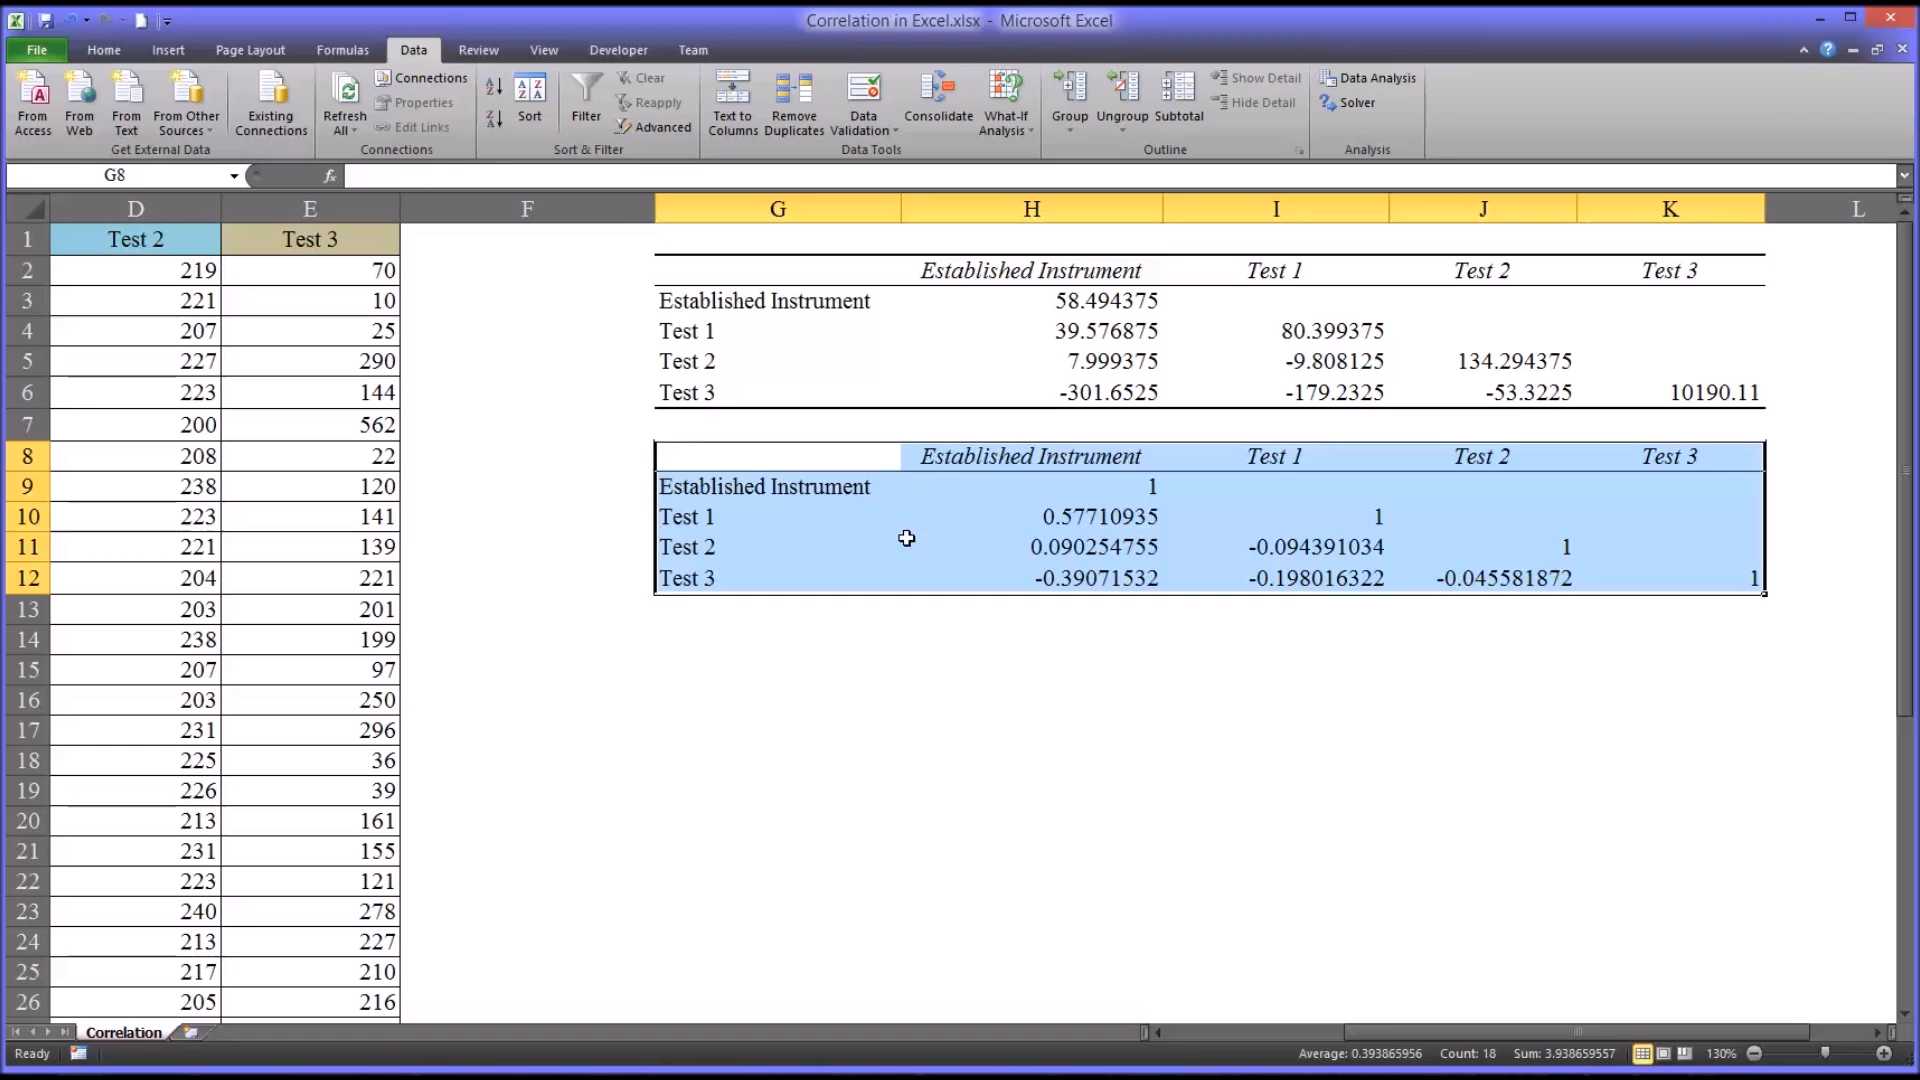 Correlation in Excel.xlsx - Microsoft Excel
File Home Insert Page Layout Formulas Data Review View Developer Team
From Access From Web From Text From Other Sources Existing Connections Refresh All Connections Properties Edit Links Sort Filter Clear Reapply Advanced Text to Columns Remove Duplicates Data Validation Consolidate What-If Analysis Group Ungroup Subtotal Show Detail Hide Detail Data Analysis Solver
Get External Data Connections Sort & Filter Data Tools Outline Analysis
G8 fx
D E F G H I J K L
1 Test 2 Test 3
2 219 70 Established Instrument Test 1 Test 2 Test 3
3 221 10 Established Instrument 58.494375
4 207 25 Test 1 39.576875 80.399375
5 227 290 Test 2 7.999375 -9.808125 134.294375
6 223 144 Test 3 -301.6525 -179.2325 -53.3225 10190.11
7 200 562
8 208 22 Established Instrument Test 1 Test 2 Test 3
9 238 120 Established Instrument 1
10 223 141 Test 1 0.57710935 1
11 221 139 Test 2 0.090254755 -0.094391034 1
12 204 221 Test 3 -0.39071532 -0.198016322 -0.045581872 1
13 203 201
14 238 199
15 207 97
16 203 250
17 231 296
18 225 36
19 226 39
20 213 161
21 231 155
22 223 121
23 240 278
24 213 227
25 217 210
26 205 216
Correlation
Ready Average: 0.393865956 Count: 18 Sum: 3.938659557 130%